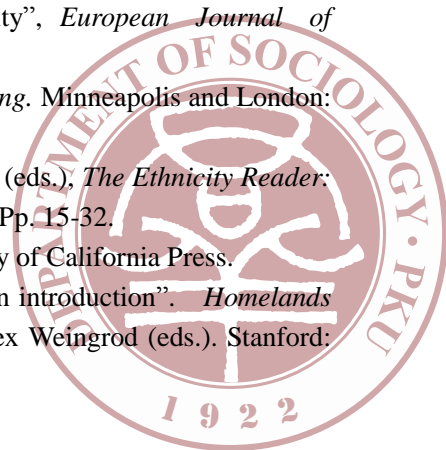 ity”, European Journal of
ng. Minneapolis and London:
(eds.), The Ethnicity Reader:
Pp. 15-32.
y of California Press.
n introduction”. Homelands
ex Weingrod (eds.). Stanford:
DEPARTMENT OF SOCIOLOGY · PKU
1922